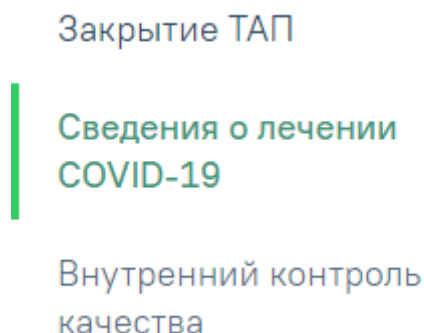 Закрытие ТАП
Сведения о лечении
COVID-19
Внутренний контроль
качества